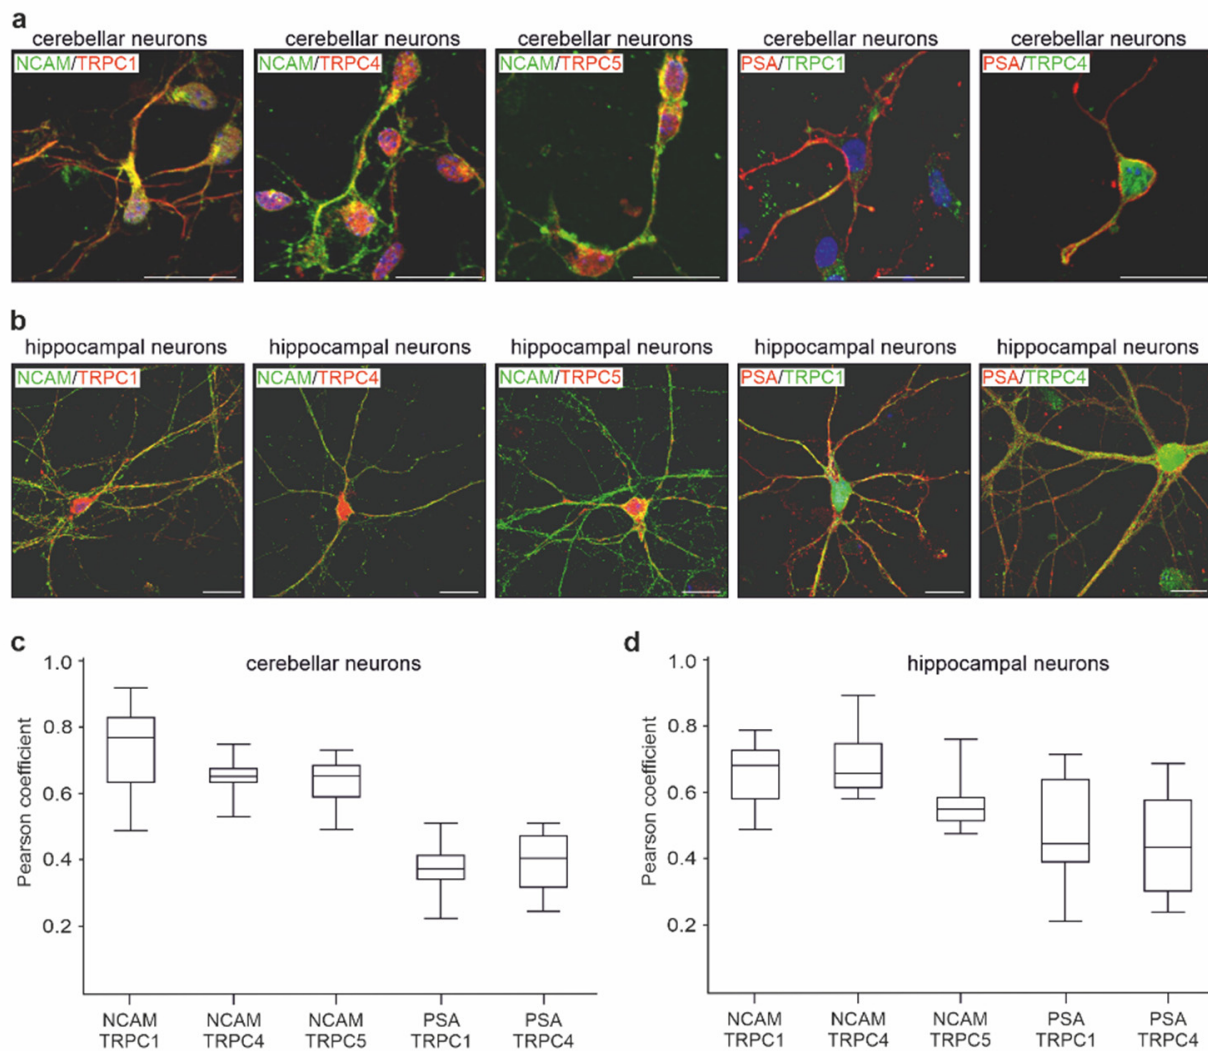 a
cerebellar neurons
NCAM/TRPC1
cerebellar neurons
NCAM/TRPC4
cerebellar neurons
NCAM/TRPC5
cerebellar neurons
PSA/TRPC1
cerebellar neurons
PSA/TRPC4
b
hippocampal neurons
NCAM/TRPC1
hippocampal neurons
NCAM/TRPC4
hippocampal neurons
NCAM/TRPC5
hippocampal neurons
PSA/TRPC1
hippocampal neurons
PSA/TRPC4
c
cerebellar neurons
Pearson coefficient
1.0
0.8
0.6
0.4
0.2
NCAM
TRPC1
NCAM
TRPC4
NCAM
TRPC5
PSA
TRPC1
PSA
TRPC4
d
hippocampal neurons
Pearson coefficient
1.0
0.8
0.6
0.4
0.2
NCAM
TRPC1
NCAM
TRPC4
NCAM
TRPC5
PSA
TRPC1
PSA
TRPC4